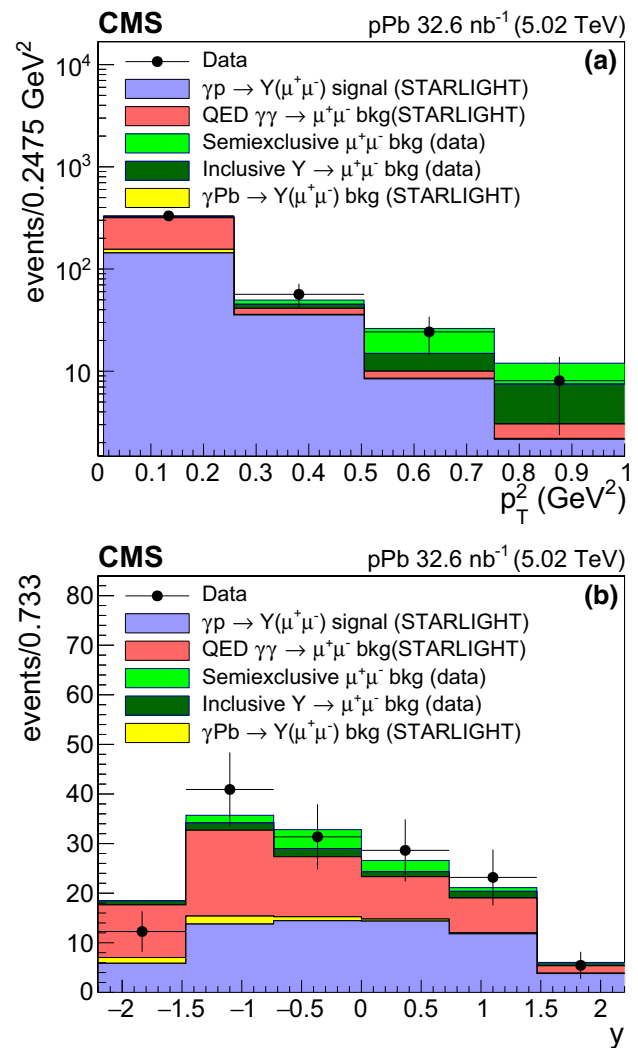 CMS pPb 32.6 nb⁻¹ (5.02 TeV)
(a)
Data
γp → Υ(μ⁺μ⁻) signal (STARLIGHT)
QED γγ → μ⁺μ⁻ bkg(STARLIGHT)
Semiexclusive μ⁺μ⁻ bkg (data)
Inclusive Υ → μ⁺μ⁻ bkg (data)
γPb → Υ(μ⁺μ⁻) bkg (STARLIGHT)
events/0.2475 GeV²
10⁴
10³
10²
10
0 0.1 0.2 0.3 0.4 0.5 0.6 0.7 0.8 0.9 1
p_T² (GeV²)
CMS pPb 32.6 nb⁻¹ (5.02 TeV)
(b)
Data
γp → Υ(μ⁺μ⁻) signal (STARLIGHT)
QED γγ → μ⁺μ⁻ bkg(STARLIGHT)
Semiexclusive μ⁺μ⁻ bkg (data)
Inclusive Υ → μ⁺μ⁻ bkg (data)
γPb → Υ(μ⁺μ⁻) bkg (STARLIGHT)
events/0.733
80
70
60
50
40
30
20
10
0
−2 −1.5 −1 −0.5 0 0.5 1 1.5 2
y